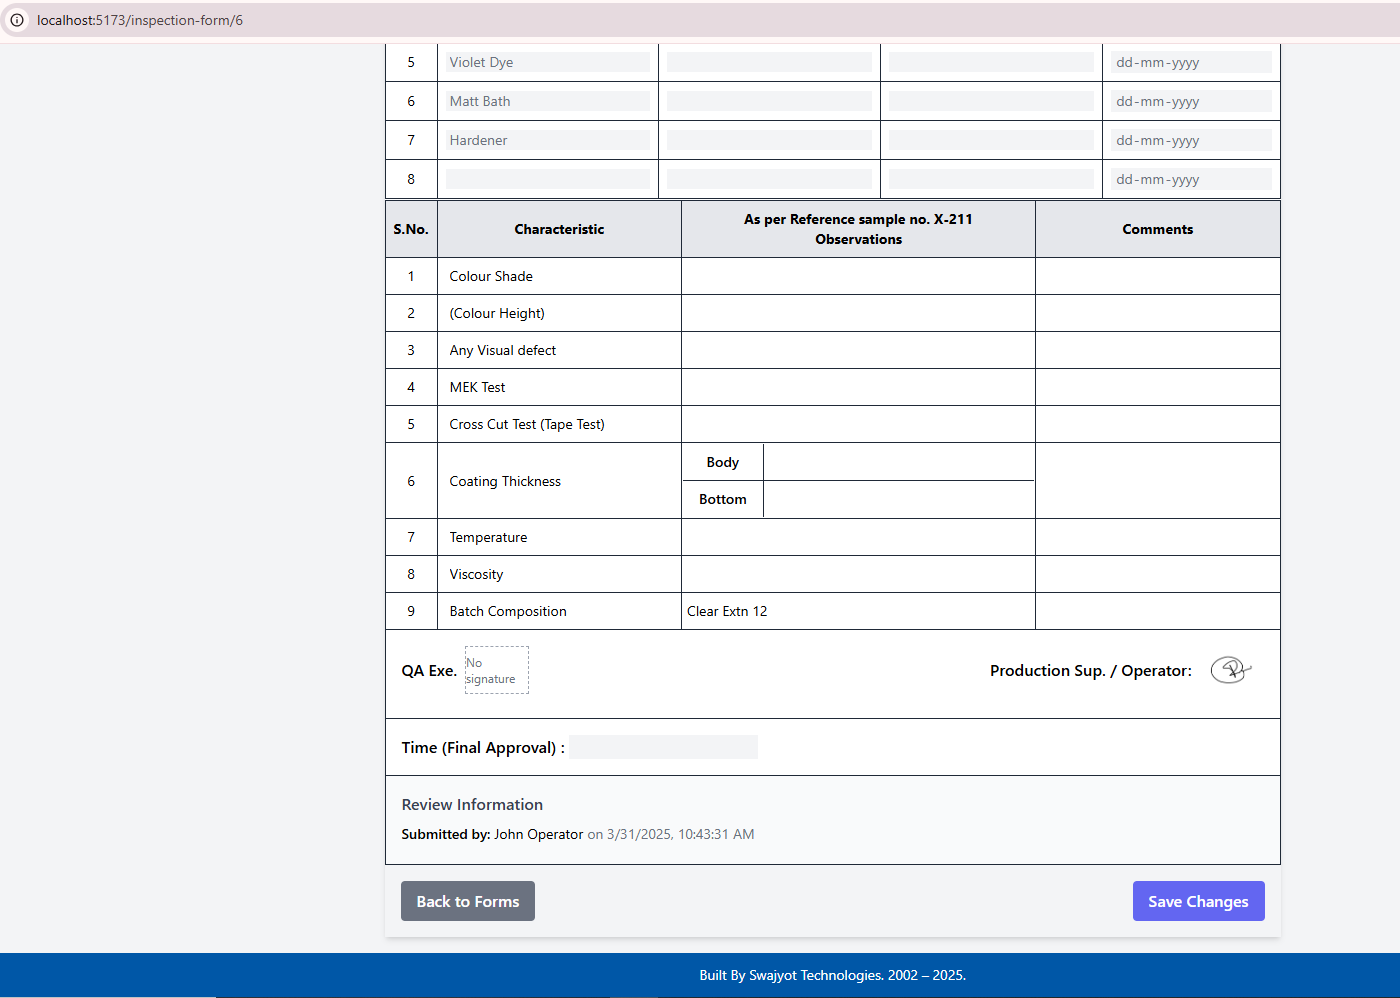 localhost:5173/inspection-form/6
5 Violet Dye dd-mm-yyyy
6 Matt Bath dd-mm-yyyy
7 Hardener dd-mm-yyyy
8 dd-mm-yyyy
S.No. Characteristic As per Reference sample no. X-211 Observations Comments
1 Colour Shade
2 (Colour Height)
3 Any Visual defect
4 MEK Test
5 Cross Cut Test (Tape Test)
6 Coating Thickness Body
Bottom
7 Temperature
8 Viscosity
9 Batch Composition Clear Extn 12
QA Exe. No signature Production Sup. / Operator:
Time (Final Approval) :
Review Information
Submitted by: John Operator on 3/31/2025, 10:43:31 AM
Back to Forms Save Changes
Built By Swajyot Technologies. 2002 – 2025.